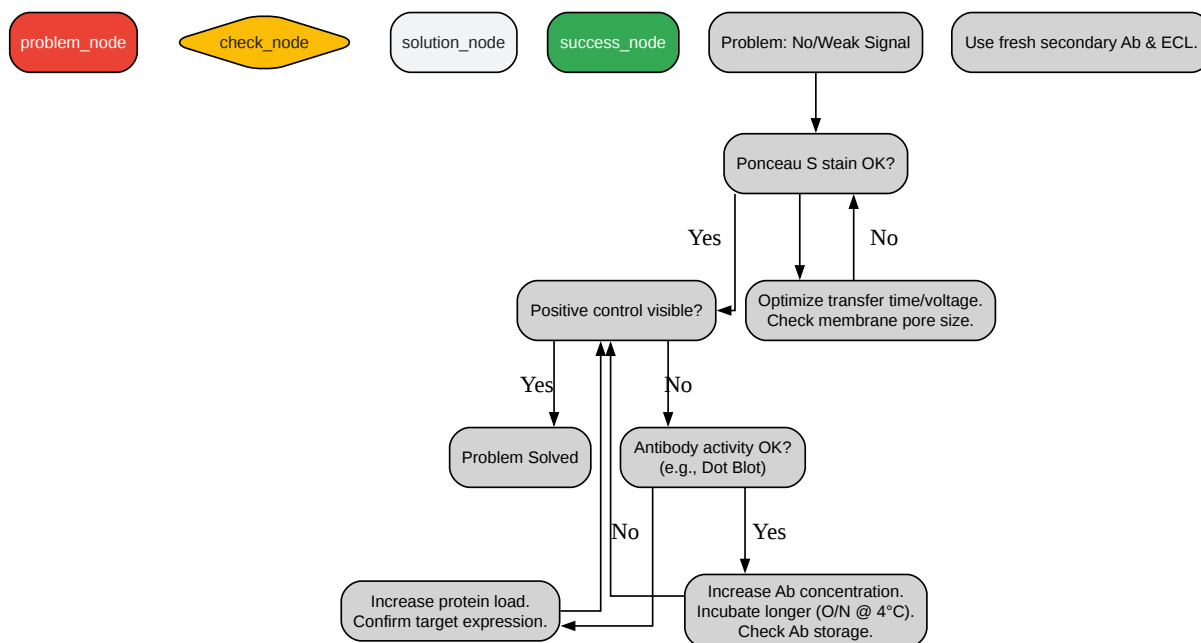 problem_node
check_node
solution_node
success_node
Problem: No/Weak Signal
Use fresh secondary Ab & ECL.
Ponceau S stain OK?
Yes
No
Positive control visible?
Optimize transfer time/voltage.
Check membrane pore size.
Yes
No
Problem Solved
Antibody activity OK?
(e.g., Dot Blot)
No
Yes
Increase protein load.
Confirm target expression.
Increase Ab concentration.
Incubate longer (O/N @ 4°C).
Check Ab storage.